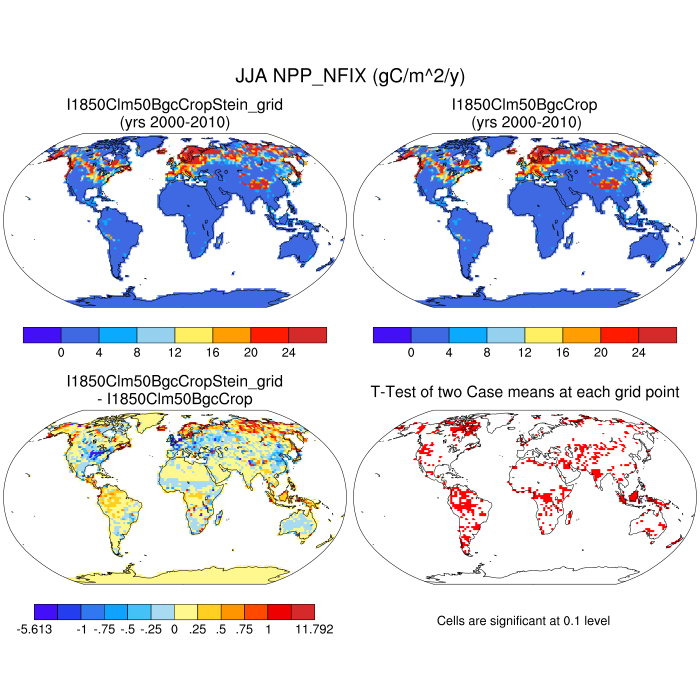 JJA NPP_NFIX (gC/m^2/y)
I1850Clm50BgcCropStein_grid
(yrs 2000-2010)
I1850Clm50BgcCrop
(yrs 2000-2010)
0 4 8 12 16 20 24
0 4 8 12 16 20 24
I1850Clm50BgcCropStein_grid
- I1850Clm50BgcCrop
T-Test of two Case means at each grid point
-5.613 -1 -.75 -.5 -.25 0 .25 .5 .75 1 11.792
Cells are significant at 0.1 level